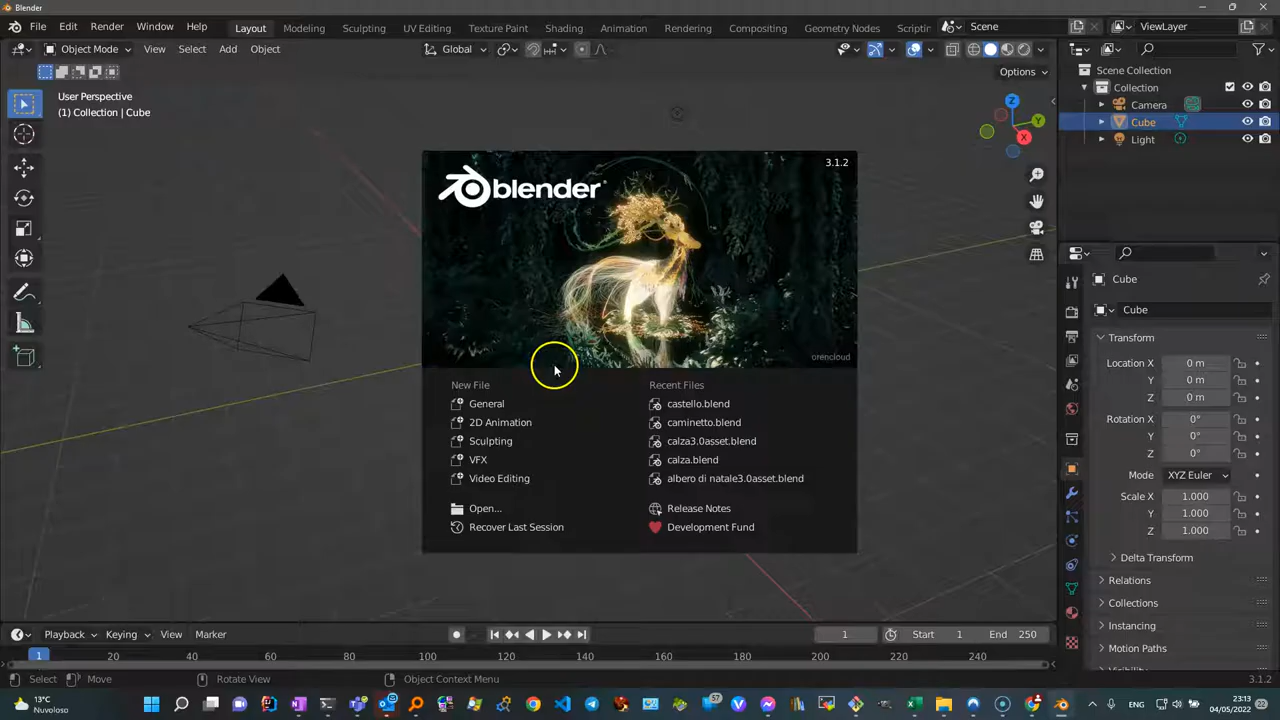 Blender
File Edit Render Window Help
Layout Modeling Sculpting UV Editing Texture Paint Shading Animation Rendering Compositing Geometry Nodes Scriptin
Scene
ViewLayer
Object Mode View Select Add Object
Global
Options
User Perspective
(1) Collection | Cube
X
Y
Z
Scene Collection
Collection
Camera
Cube
Light
blender
3.1.2
orencloud
New File
General
2D Animation
Sculpting
VFX
Video Editing
Open...
Recover Last Session
Recent Files
castello.blend
caminetto.blend
calza3.0asset.blend
calza.blend
albero di natale3.0asset.blend
Release Notes
Development Fund
Cube
Cube
Transform
Location X 0 m
Y 0 m
Z 0 m
Rotation X 0°
Y 0°
Z 0°
Mode XYZ Euler
Scale X 1.000
Y 1.000
Z 1.000
Delta Transform
Relations
Collections
Instancing
Motion Paths
Playback Keying View Marker
1 Start 1 End 250
1 20 40 60 80 100 120 140 160 180 200 220 240
Select Move Rotate View Object Context Menu 3.1.2
13°C
Nuvoloso
57
23:13
04/05/2022